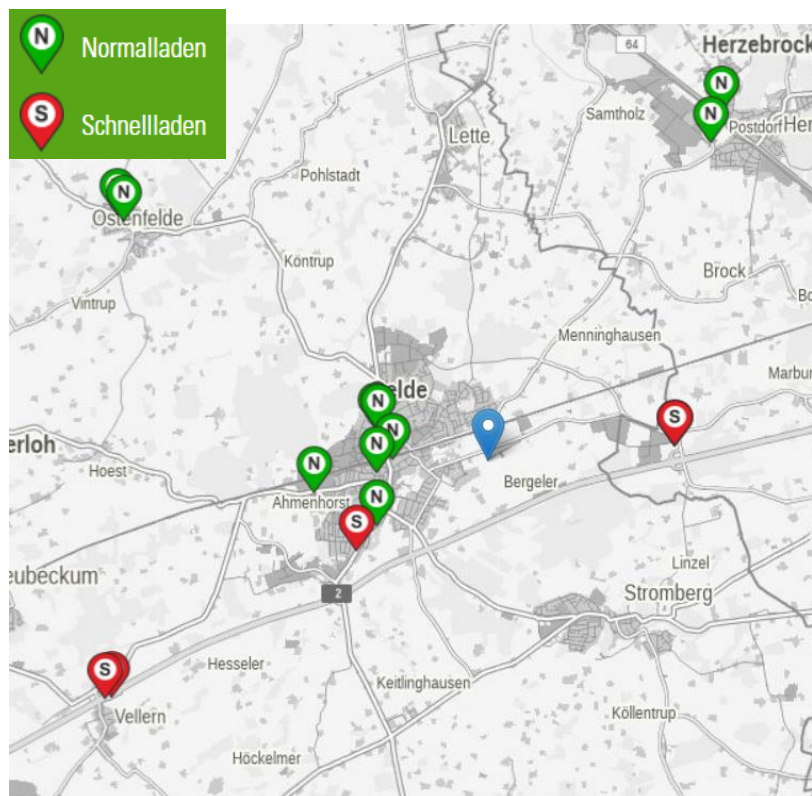 N Normalladen
S Schnellladen
64
Herzebrock
N
N
Samtholz
Postdorf
Her
Lette
Pohlstadt
N
Ostenfelde
Köntrup
Brock
Bo
Vintrup
Menninghausen
Marbur
elde
N
N
N
S
erloh
Hoest
N
Bergeler
Ahmenhorst
N
S
Linzel
eubeckum
2
Stromberg
Hesseler
S
Keitlinghausen
Vellern
Köllentrup
Höckelmer